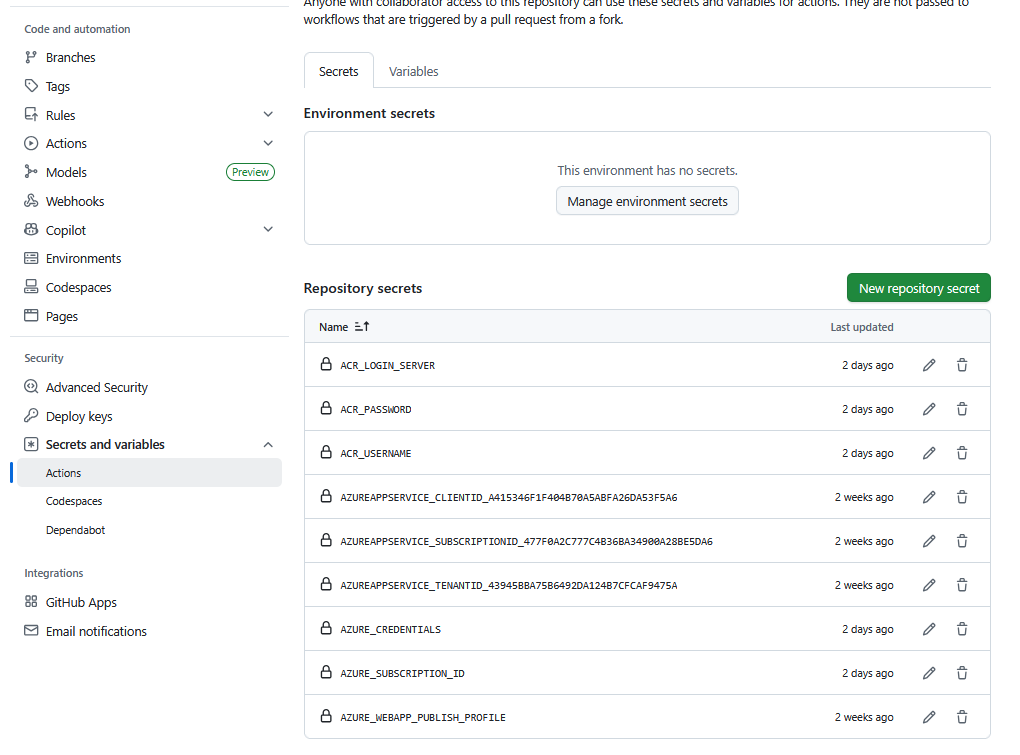 Anyone with collaborator access to this repository can use these secrets and variables for actions. They are not passed to
workflows that are triggered by a pull request from a fork.
Code and automation
Branches
Tags
Rules
Actions
Models Preview
Webhooks
Copilot
Environments
Codespaces
Pages
Security
Advanced Security
Deploy keys
Secrets and variables
Actions
Codespaces
Dependabot
Integrations
GitHub Apps
Email notifications
Secrets Variables
Environment secrets
This environment has no secrets.
Manage environment secrets
Repository secrets New repository secret
Name Last updated
ACR_LOGIN_SERVER 2 days ago
ACR_PASSWORD 2 days ago
ACR_USERNAME 2 days ago
AZUREAPPSERVICE_CLIENTID_A415346F1F404B70A5ABFA26DA53F5A6 2 weeks ago
AZUREAPPSERVICE_SUBSCRIPTIONID_477F0A2C777C4B36BA34900A28BE5DA6 2 weeks ago
AZUREAPPSERVICE_TENANTID_43945BBA75B6492DA124B7CFCAF9475A 2 weeks ago
AZURE_CREDENTIALS 2 days ago
AZURE_SUBSCRIPTION_ID 2 days ago
AZURE_WEBAPP_PUBLISH_PROFILE 2 weeks ago